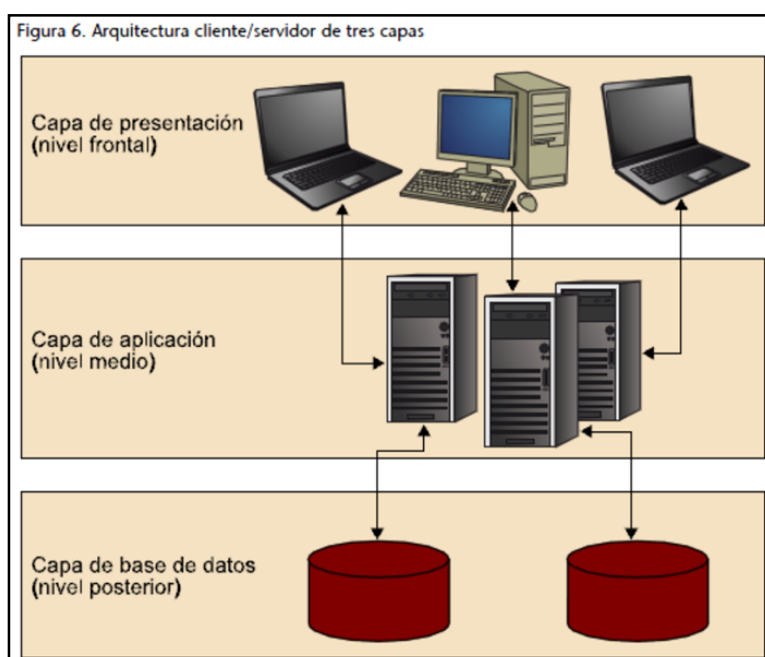 Figura 6. Arquitectura cliente/servidor de tres capas
Capa de presentación
(nivel frontal)
Capa de aplicación
(nivel medio)
Capa de base de datos
(nivel posterior)